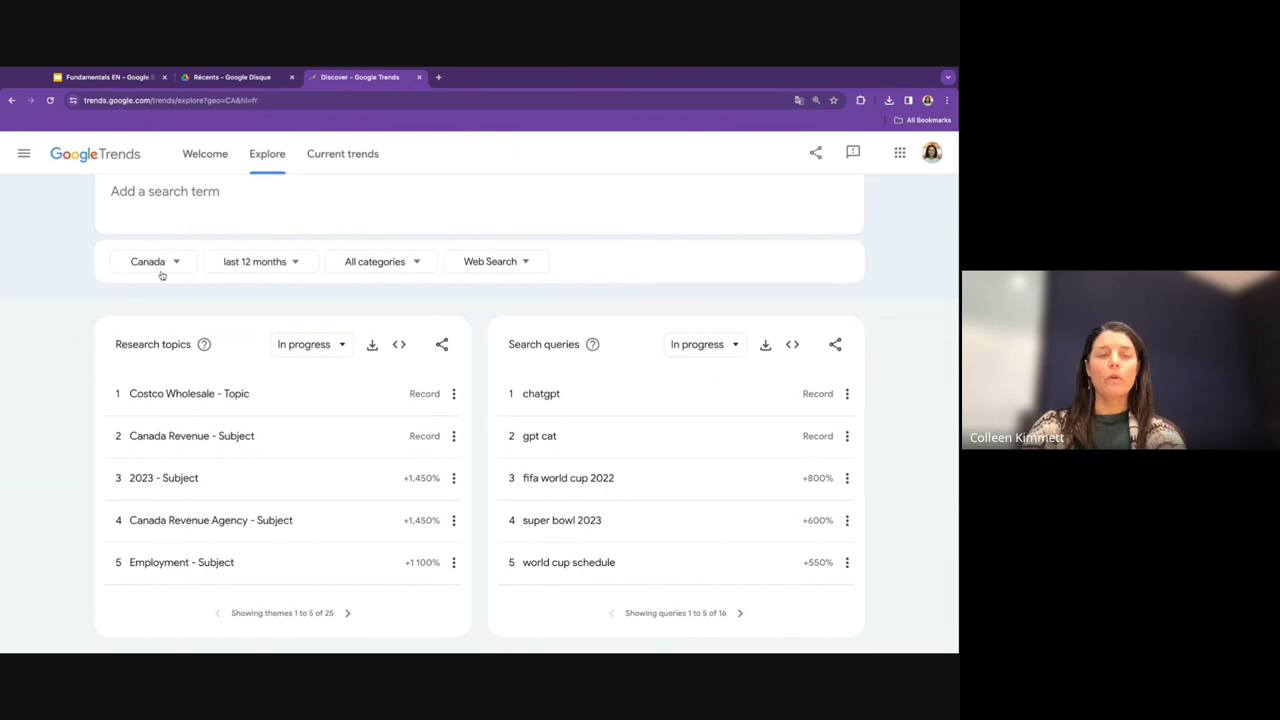 Fundamentals EN - Google S
Récents - Google Disque
Discover - Google Trends
trends.google.com/trends/explore?geo=CA&hl=fr
All Bookmarks
Google Trends
Welcome
Explore
Current trends
Add a search term
Canada
last 12 months
All categories
Web Search
Research topics
In progress
1 Costco Wholesale - Topic Record
2 Canada Revenue - Subject Record
3 2023 - Subject +1,450%
4 Canada Revenue Agency - Subject +1,450%
5 Employment - Subject +1 100%
Showing themes 1 to 5 of 25
Search queries
In progress
1 chatgpt Record
2 gpt cat Record
3 fifa world cup 2022 +800%
4 super bowl 2023 +600%
5 world cup schedule +550%
Showing queries 1 to 5 of 16
Colleen Kimmett